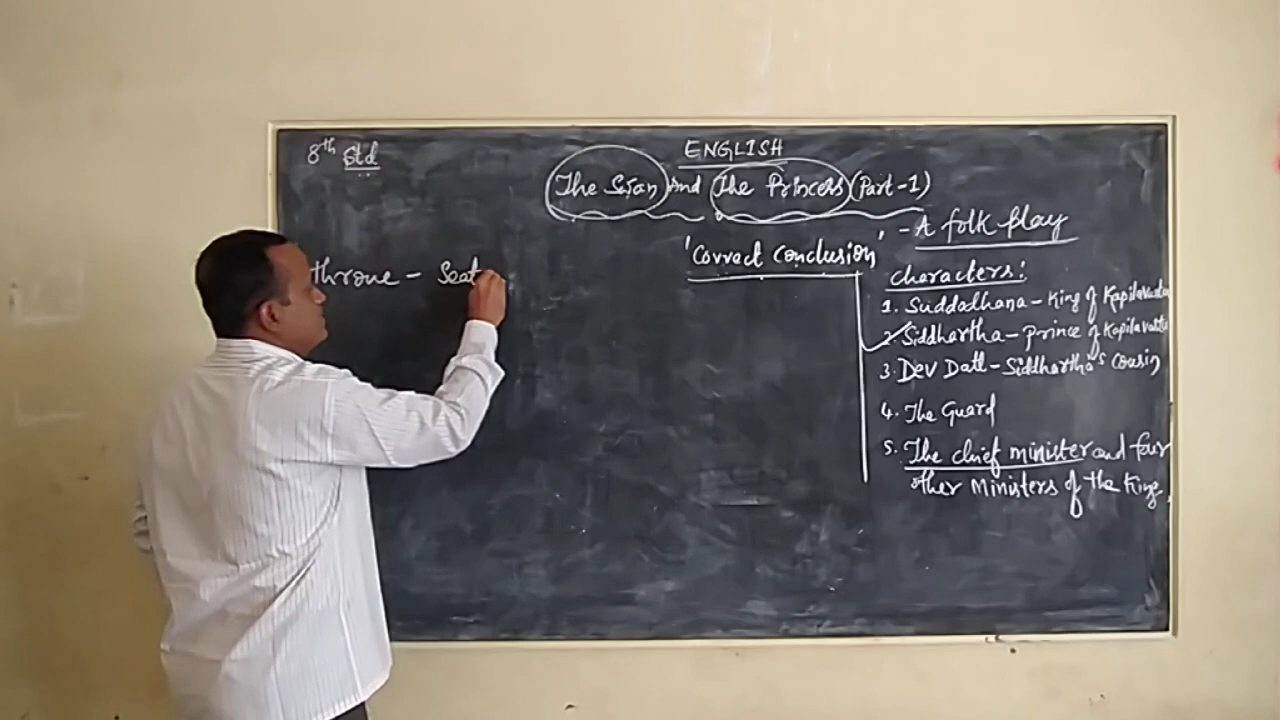 8th Std
ENGLISH
The Swan And The Princess (Part-1)
- A folk play
'Correct conclusion'
throne - Seat
Characters:
1. Suddadhana - King of Kapilavastu
2. Siddhartha - Prince of Kapilavastu
3. Dev Datt - Siddhartha's Cousin
4. The Guard
5. The chief minister and four
other Ministers of the King.